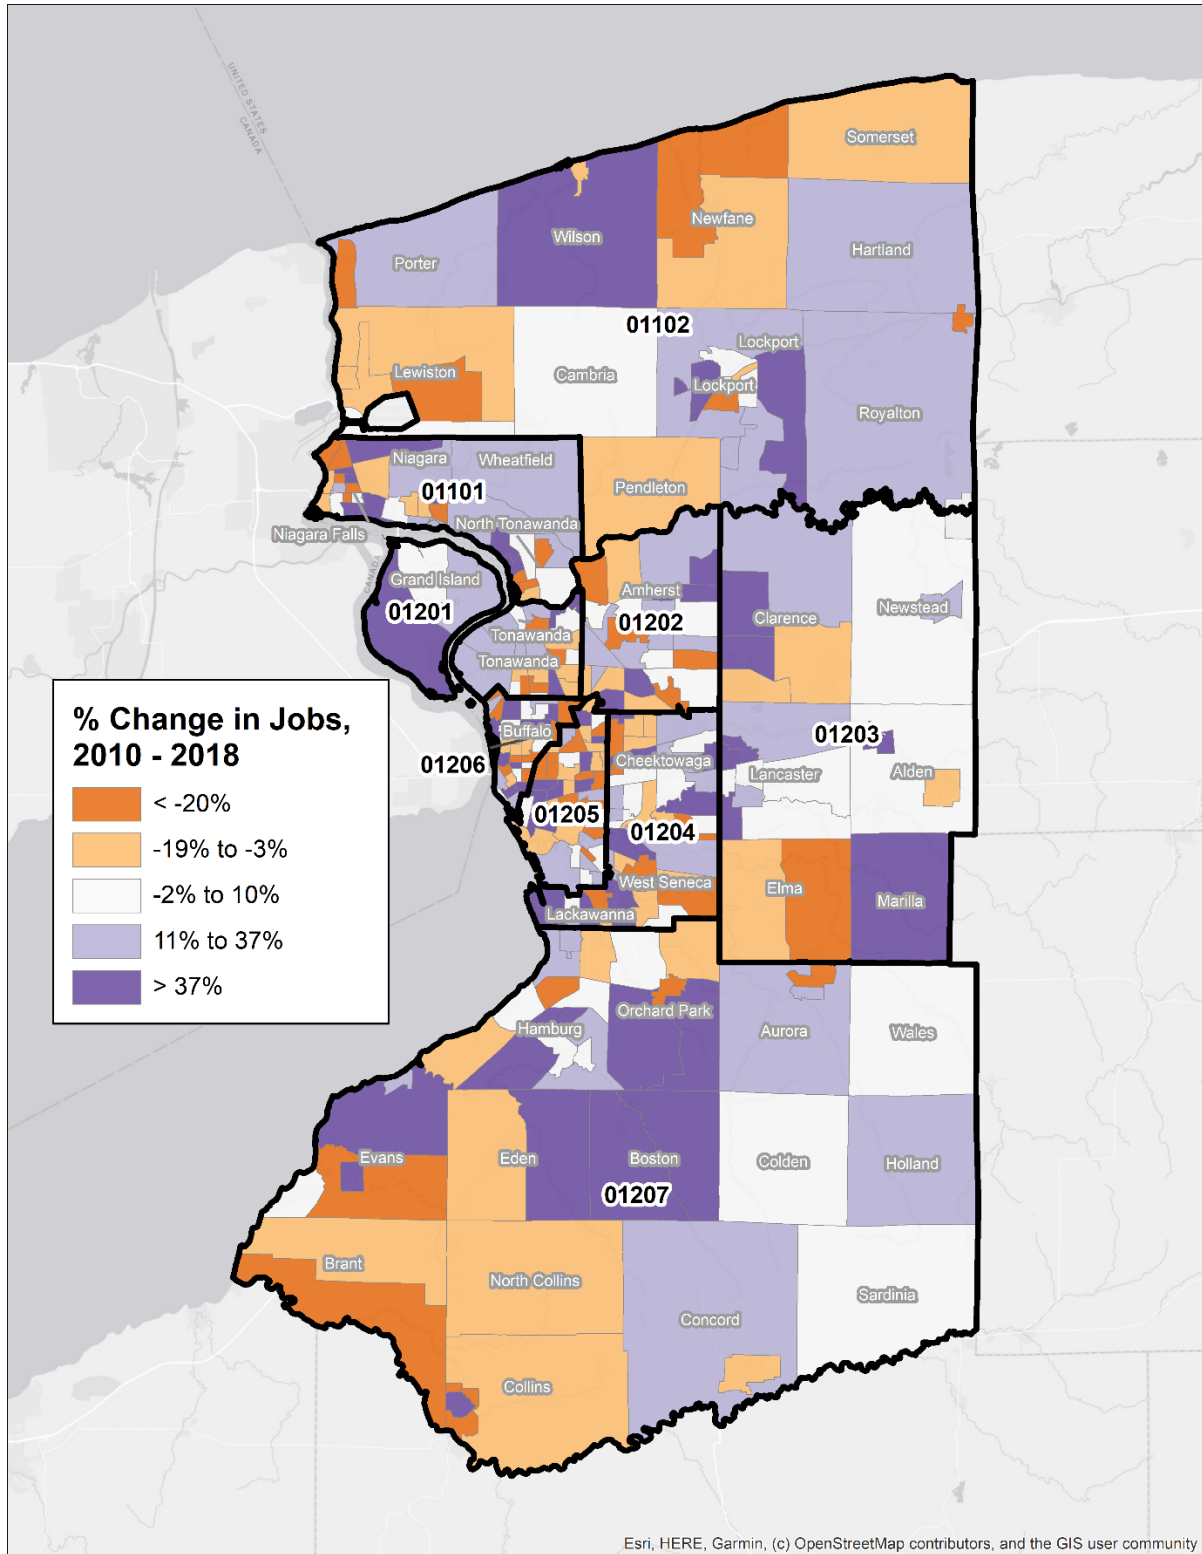 UNITED STATES
CANADA
Somerset
Newfane
Wilson
Hartland
Porter
01102
Lockport
Lewiston
Cambria
Lockport
Royalton
Niagara
Wheatfield
01101
Pendleton
North Tonawanda
Niagara Falls
CANADA
Grand Island
Amherst
01201
01202
Clarence
Newstead
Tonawanda
Tonawanda
% Change in Jobs,
2010 - 2018
< -20%
-19% to -3%
-2% to 10%
11% to 37%
> 37%
Buffalo
01203
01206
Cheektowaga
Lancaster
Alden
01205
01204
West Seneca
Elma
Marilla
Lackawanna
Orchard Park
Hamburg
Aurora
Wales
Evans
Eden
Boston
Colden
Holland
01207
Brant
North Collins
Sardinia
Concord
Collins
Esri, HERE, Garmin, (c) OpenStreetMap contributors, and the GIS user community